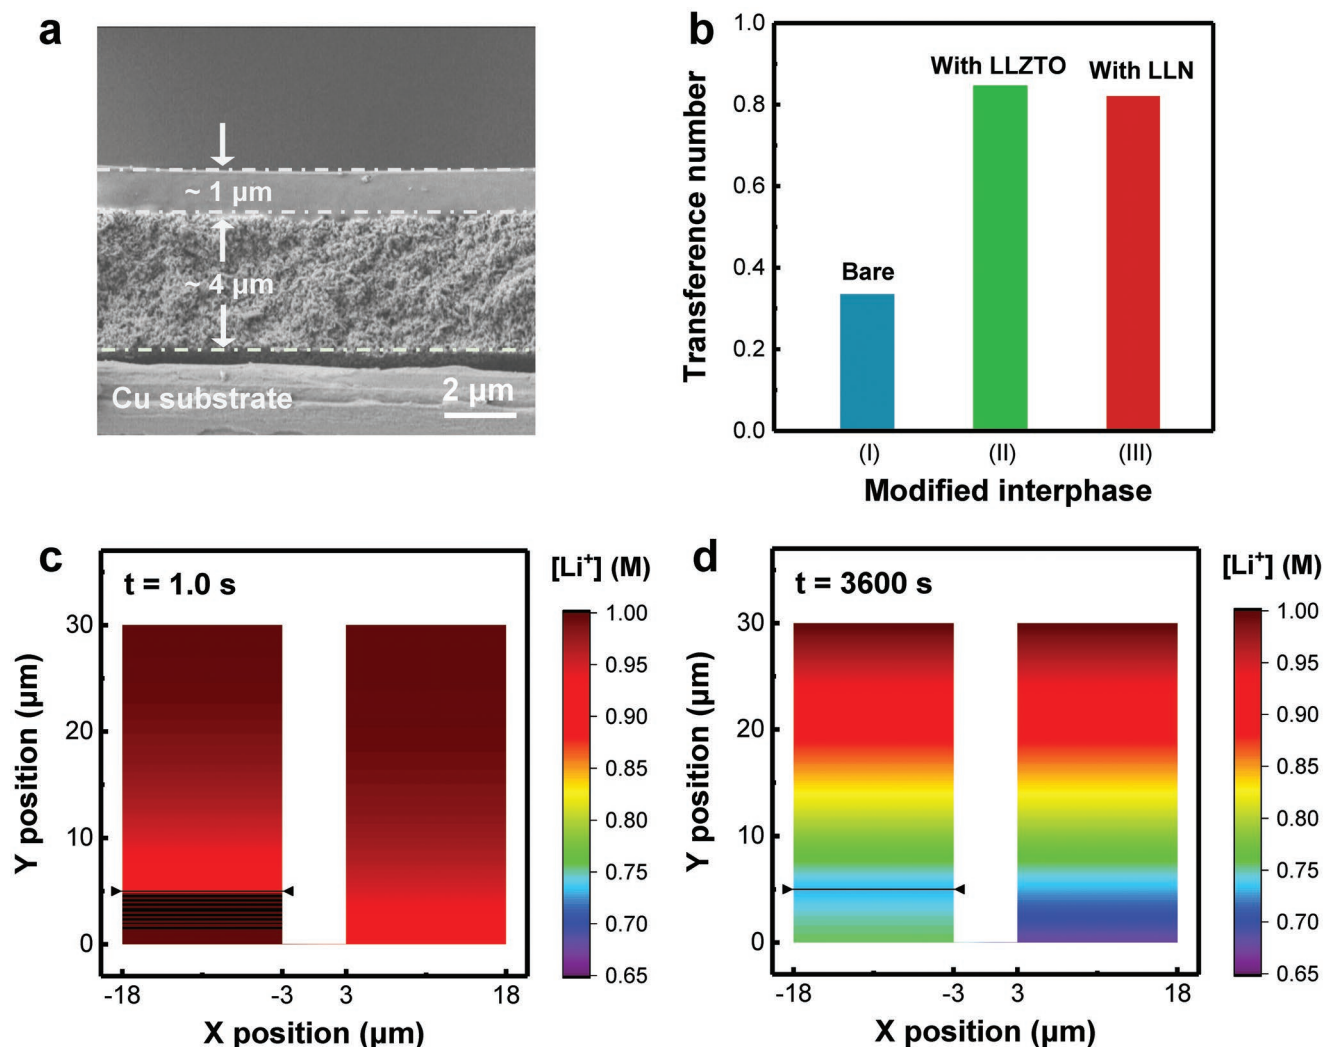 a
~ 1 µm
~ 4 µm
Cu substrate
2 µm
b
Transference number
1.0
0.8
0.6
0.4
0.2
0.0
Bare
With LLZTO
With LLN
(I)
(II)
(III)
Modified interphase
c
t = 1.0 s
[Li⁺] (M)
Y position (µm)
30
20
10
0
-18
-3
3
18
X position (µm)
1.00
0.95
0.90
0.85
0.80
0.75
0.70
0.65
d
t = 3600 s
[Li⁺] (M)
Y position (µm)
30
20
10
0
-18
-3
3
18
X position (µm)
1.00
0.95
0.90
0.85
0.80
0.75
0.70
0.65